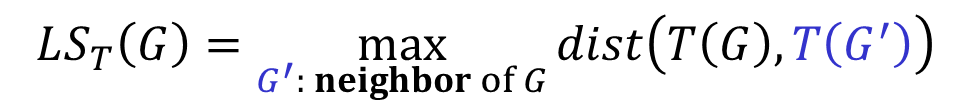 LS_T(G) = max dist(T(G), T(G′))
G′: neighbor of G